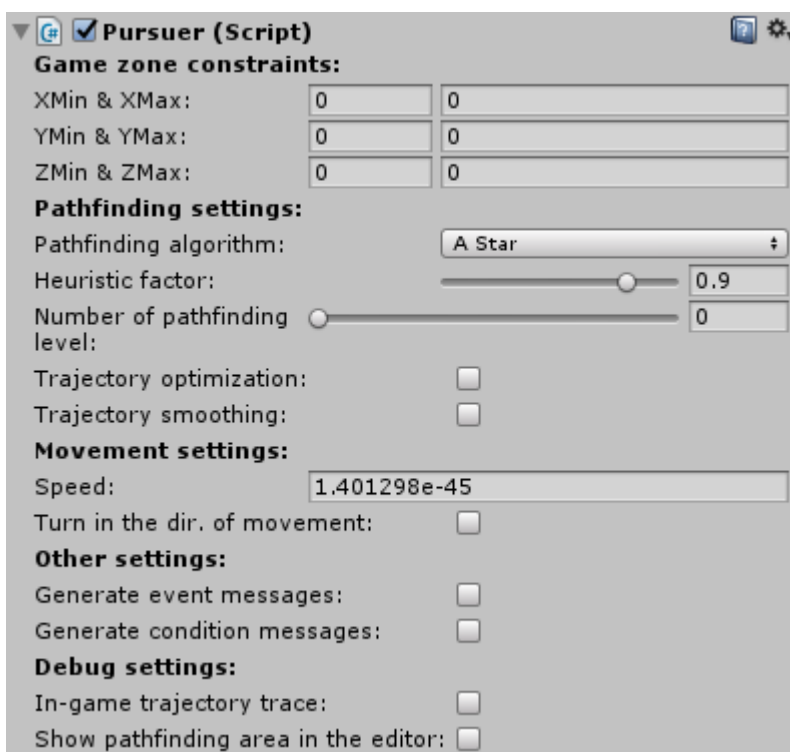 Pursuer (Script)
Game zone constraints:
XMin & XMax: 0 0
YMin & YMax: 0 0
ZMin & ZMax: 0 0
Pathfinding settings:
Pathfinding algorithm: A Star
Heuristic factor: 0.9
Number of pathfinding 0
level:
Trajectory optimization:
Trajectory smoothing:
Movement settings:
Speed: 1.401298e-45
Turn in the dir. of movement:
Other settings:
Generate event messages:
Generate condition messages:
Debug settings:
In-game trajectory trace:
Show pathfinding area in the editor: